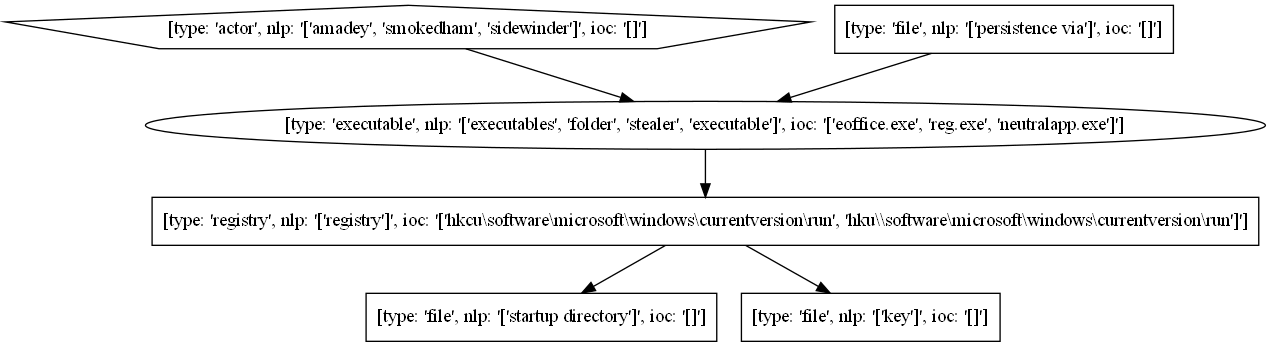 [type: 'actor', nlp: '['amadey', 'smokedham', 'sidewinder']', ioc: '[]']
[type: 'file', nlp: '['persistence via']', ioc: '[]']
[type: 'executable', nlp: '['executables', 'folder', 'stealer', 'executable']', ioc: '['eoffice.exe', 'reg.exe', 'neutralapp.exe']']
[type: 'registry', nlp: '['registry']', ioc: '['hkcu\software\microsoft\windows\currentversion\run', 'hku\\software\microsoft\windows\currentversion\run']']
[type: 'file', nlp: '['startup directory']', ioc: '[]']
[type: 'file', nlp: '['key']', ioc: '[]']